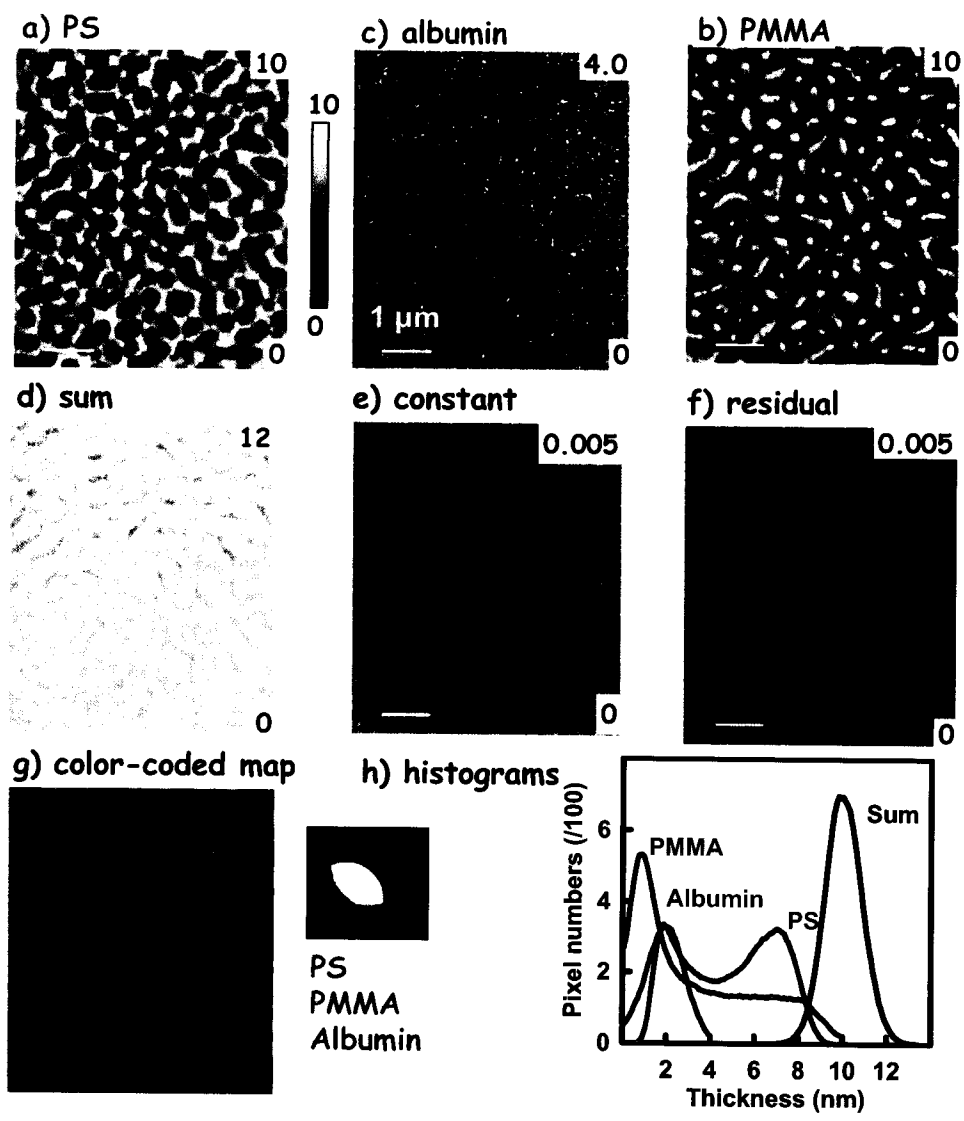 a) PS
c) albumin
b) PMMA
10
4.0
10
10
0
1 μm
0
0
0
d) sum
e) constant
f) residual
12
0.005
0.005
0
0
0
g) color-coded map
h) histograms
PS
PMMA
Albumin
Pixel numbers (/100)
6
4
2
0
PMMA
Albumin
PS
Sum
2 4 6 8 10 12
Thickness (nm)